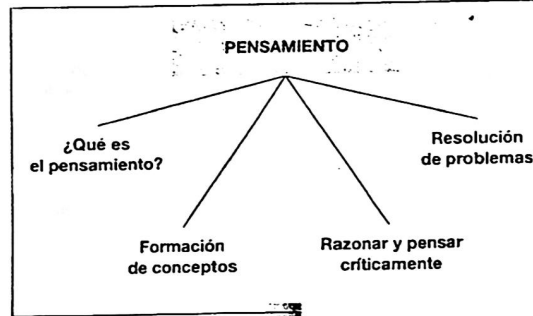 PENSAMIENTO
¿Qué es
el pensamiento?
Formación
de conceptos
Razonar y pensar
críticamente
Resolución
de problemas